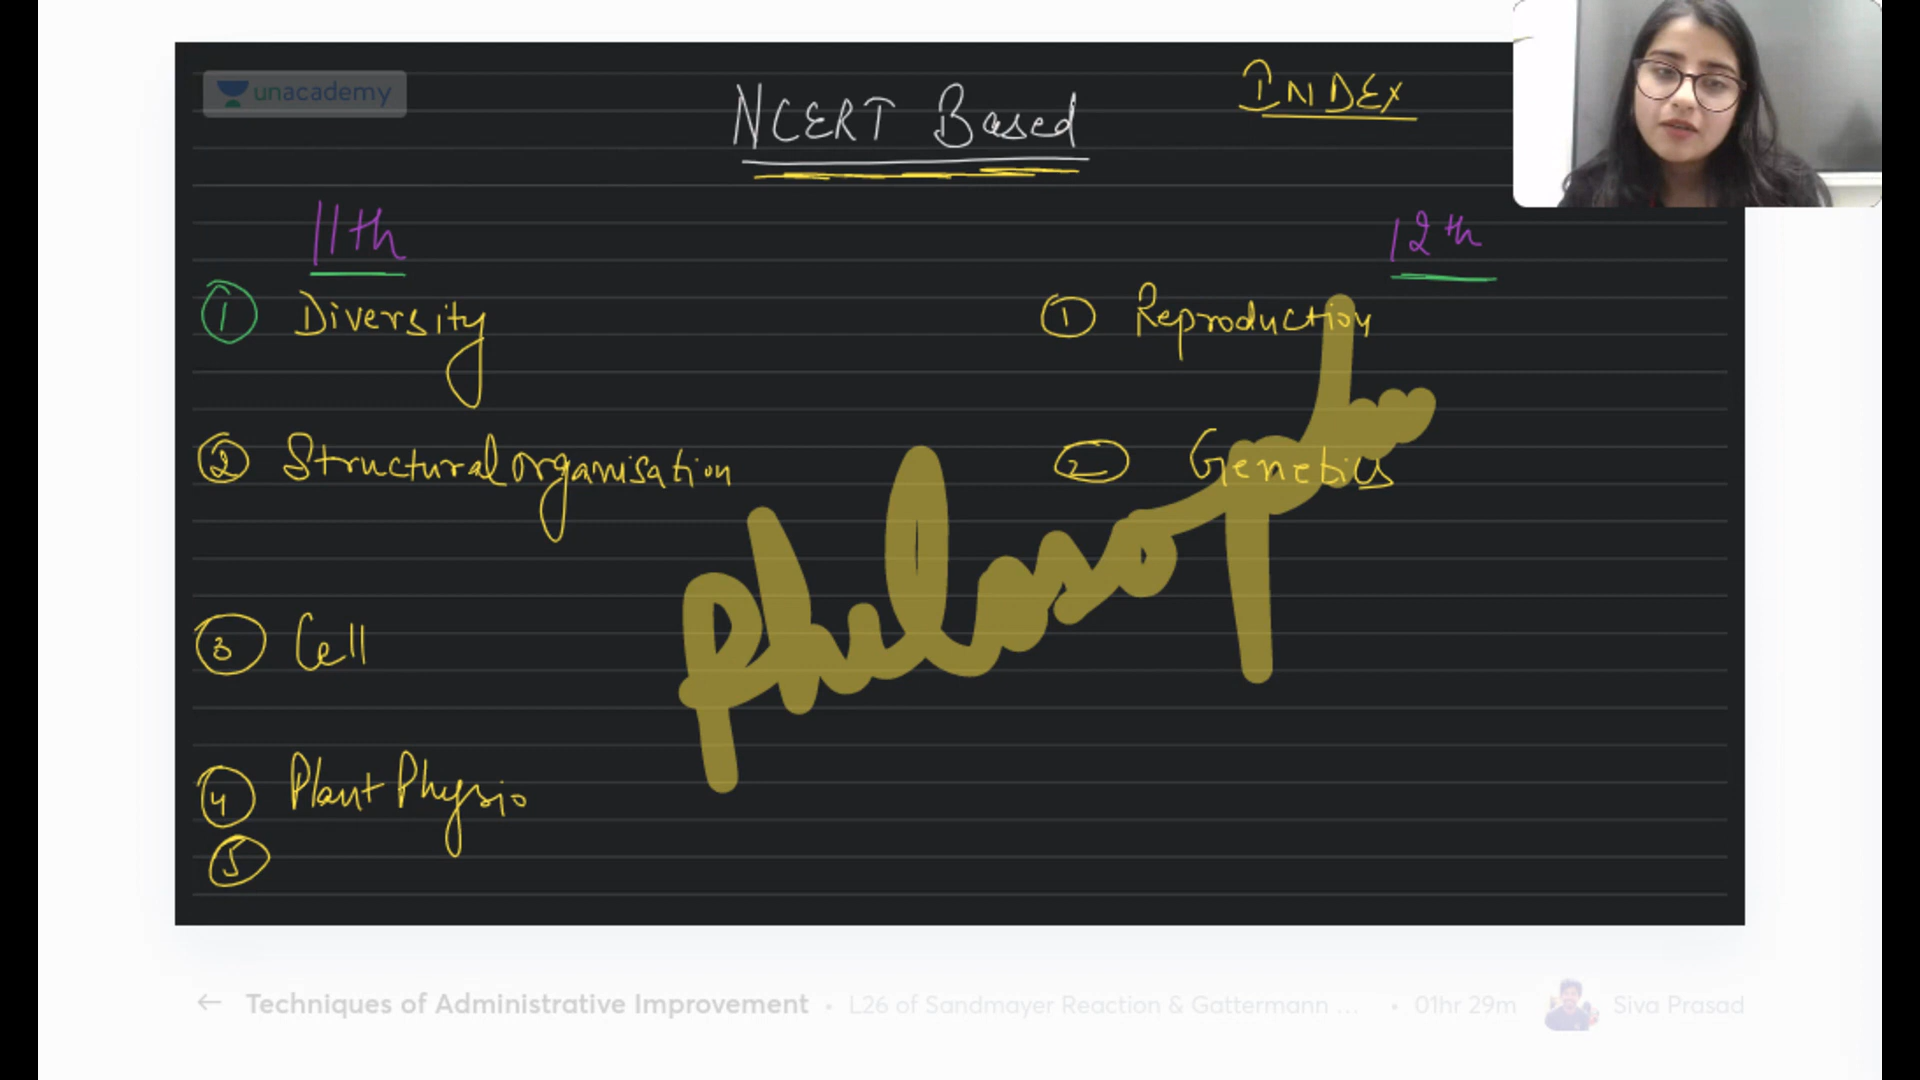 unacademy
NCERT Based
INDEX
11th
12th
1 Diversity
1 Reproduction
2 Structural organisation
2 Genetics
Philosophy
3 Cell
4 Plant Physio
5
← Techniques of Administrative Improvement • L26 of Sandmayer Reaction & Gattermann ... • 01hr 29m Siva Prasad